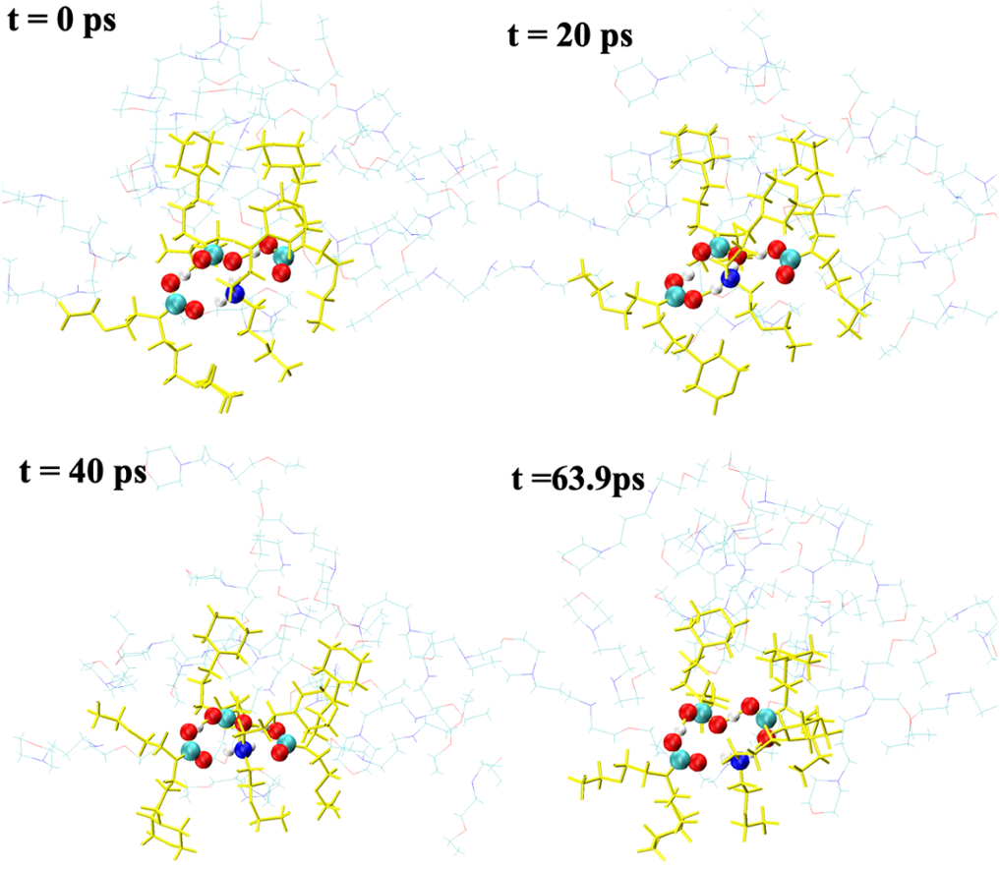 t = 0 ps
t = 20 ps
t = 40 ps
t =63.9ps